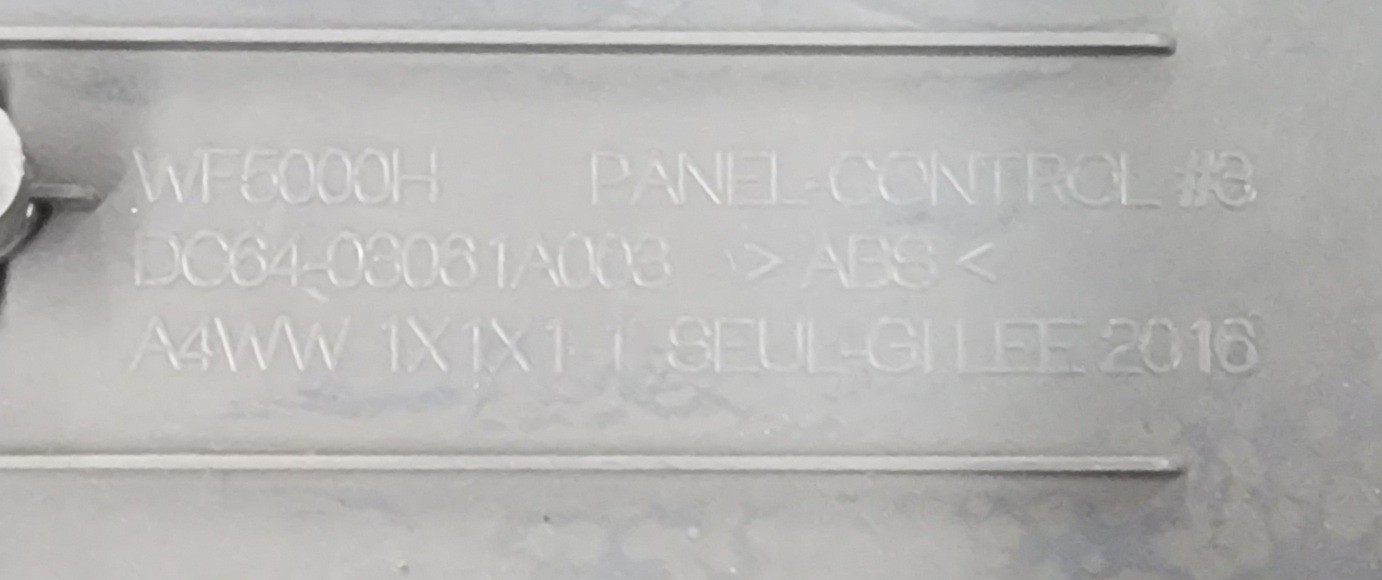 WF5000H PANEL-CONTROL #3
DC64-03031A003 >ABS<
A4WW 1X1X1-1 SEUL-GI LEE 2016